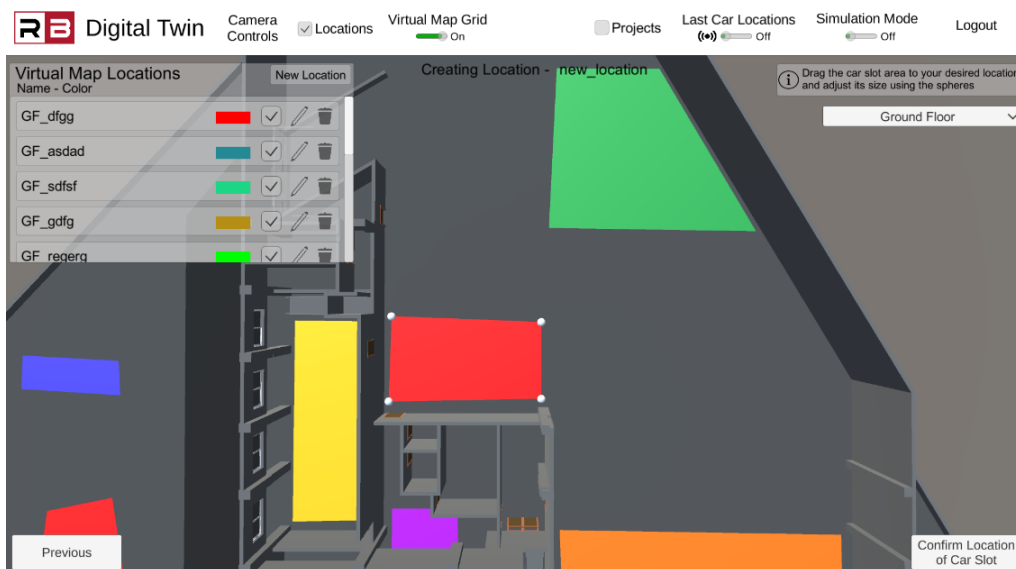 RB Digital Twin
Camera Controls
Locations
Virtual Map Grid
On
Projects
Last Car Locations
Off
Simulation Mode
Off
Logout
Virtual Map Locations
Name - Color
New Location
GF_dfgg
GF_asdad
GF_sdfsf
GF_gdfg
GF_regerg
Creating Location - new_location
Drag the car slot area to your desired location
and adjust its size using the spheres
Ground Floor
Previous
Confirm Location
of Car Slot